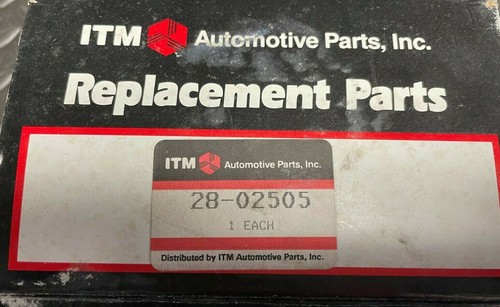 ITM Automotive Parts, Inc.
Replacement Parts
ITM Automotive Parts, Inc.
28-02505
1 EACH
Distributed by ITM Automotive Parts, Inc.